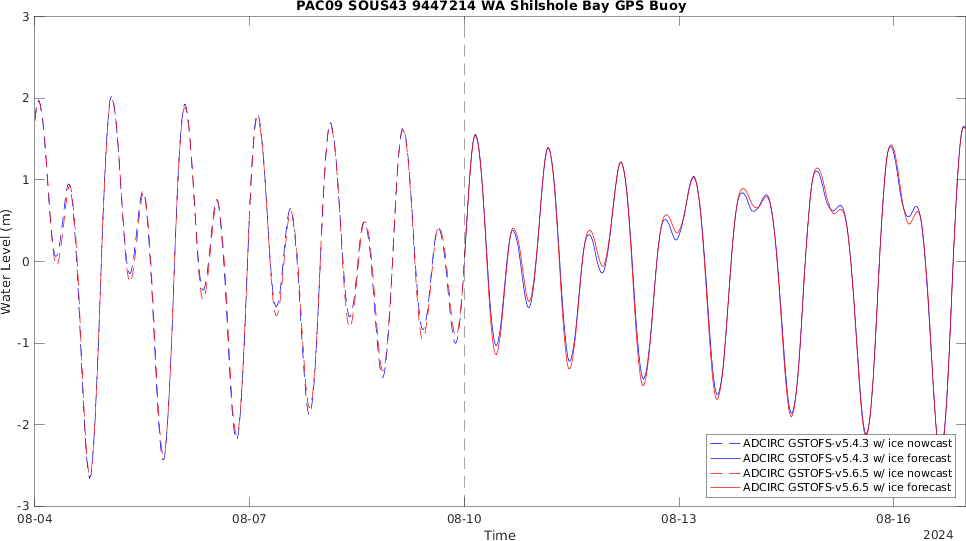 PAC09 SOUS43 9447214 WA Shilshole Bay GPS Buoy
3
2
1
0
-1
-2
-3
Water Level (m)
08-04
08-07
08-10
08-13
08-16
Time
2024
ADCIRC GSTOFS-v5.4.3 w/ ice nowcast
ADCIRC GSTOFS-v5.4.3 w/ ice forecast
ADCIRC GSTOFS-v5.6.5 w/ ice nowcast
ADCIRC GSTOFS-v5.6.5 w/ ice forecast